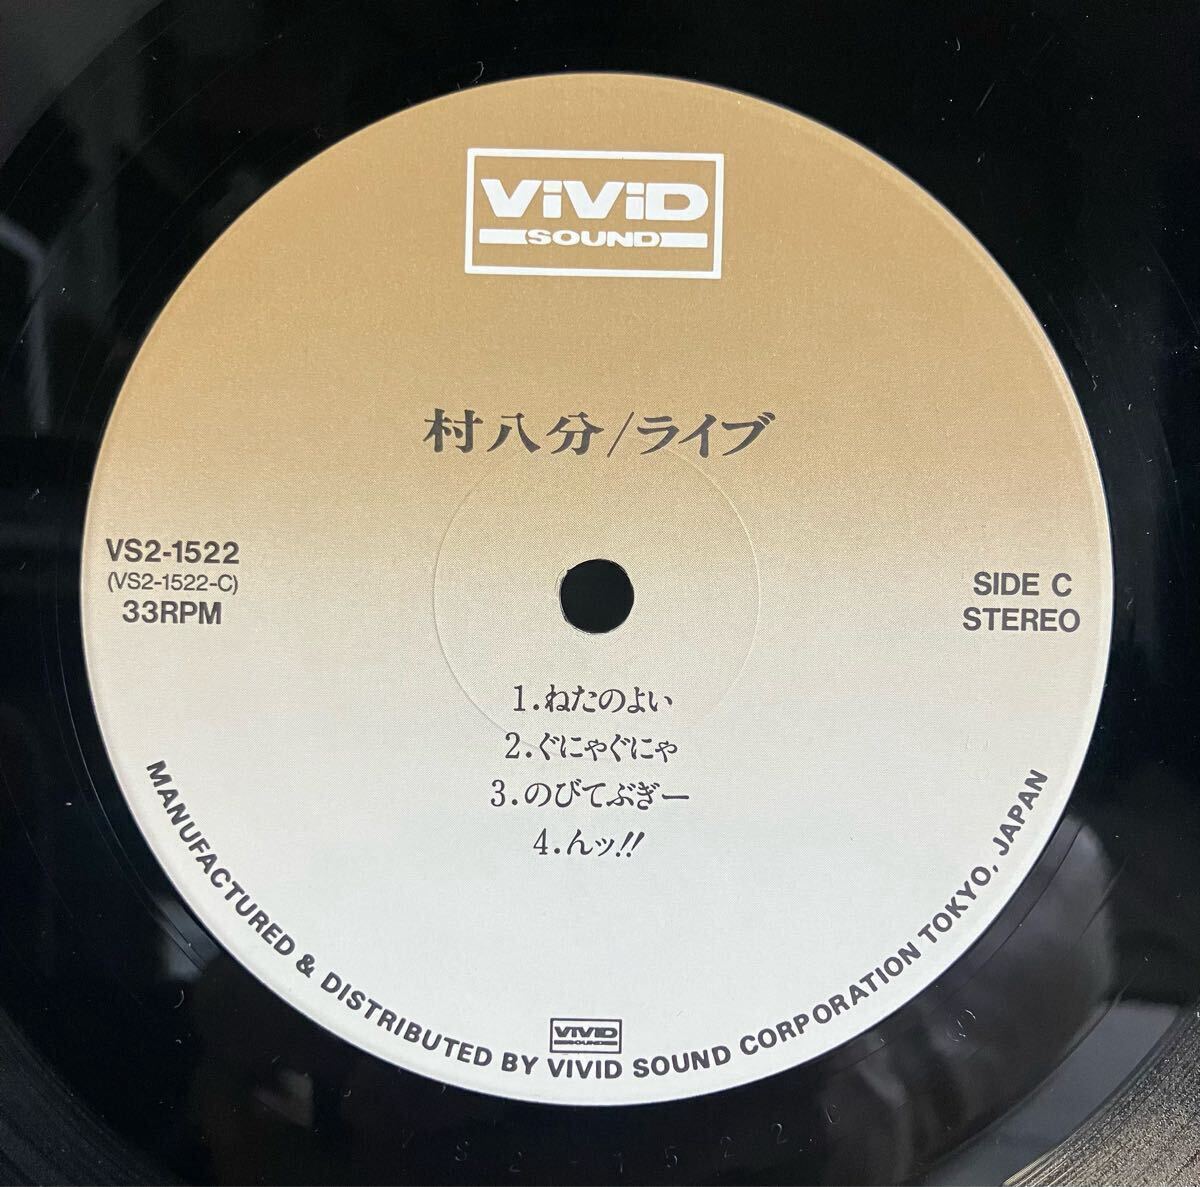 ViViD
SOUND
村八分/ライブ
VS2-1522
(VS2-1522-C)
33RPM
SIDE C
STEREO
1.ねたのよい
2.ぐにゃぐにゃ
3.のびてぶぎー
4.んッ!!
MANUFACTURED & DISTRIBUTED BY VIVID SOUND CORPORATION TOKYO, JAPAN
VIVID
SOUND